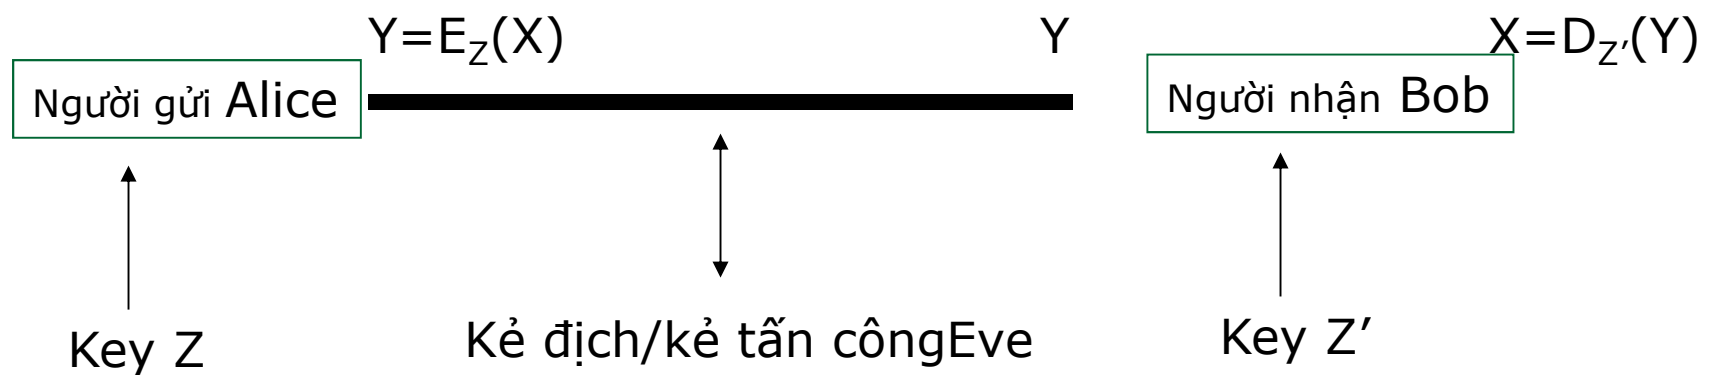 Y=E_Z(X)
Y
X=D_Z′(Y)
Người gửi Alice
Người nhận Bob
Key Z
Kẻ địch/kẻ tấn côngEve
Key Z′